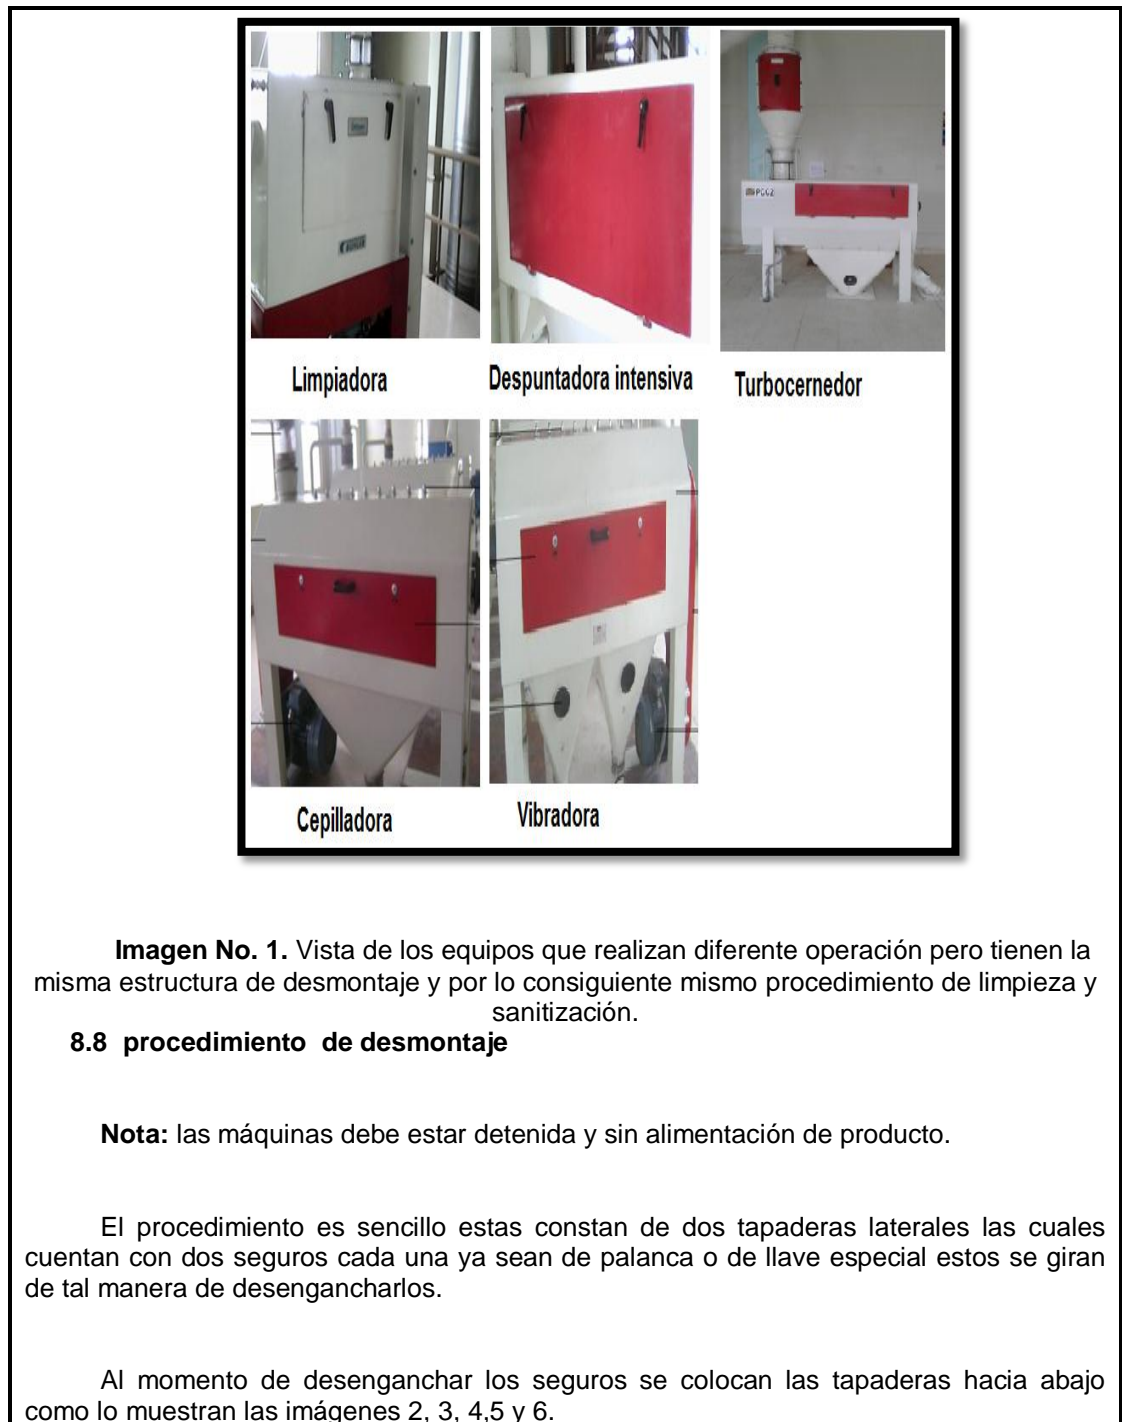 PGC2
BUHLER
Limpiadora
Despuntadora intensiva
Turbocernedor
Cepilladora
Vibradora
Imagen No. 1. Vista de los equipos que realizan diferente operación pero tienen la
misma estructura de desmontaje y por lo consiguiente mismo procedimiento de limpieza y
sanitización.
8.8 procedimiento de desmontaje
Nota: las máquinas debe estar detenida y sin alimentación de producto.
El procedimiento es sencillo estas constan de dos tapaderas laterales las cuales
cuentan con dos seguros cada una ya sean de palanca o de llave especial estos se giran
de tal manera de desengancharlos.
Al momento de desenganchar los seguros se colocan las tapaderas hacia abajo
como lo muestran las imágenes 2, 3, 4,5 y 6.